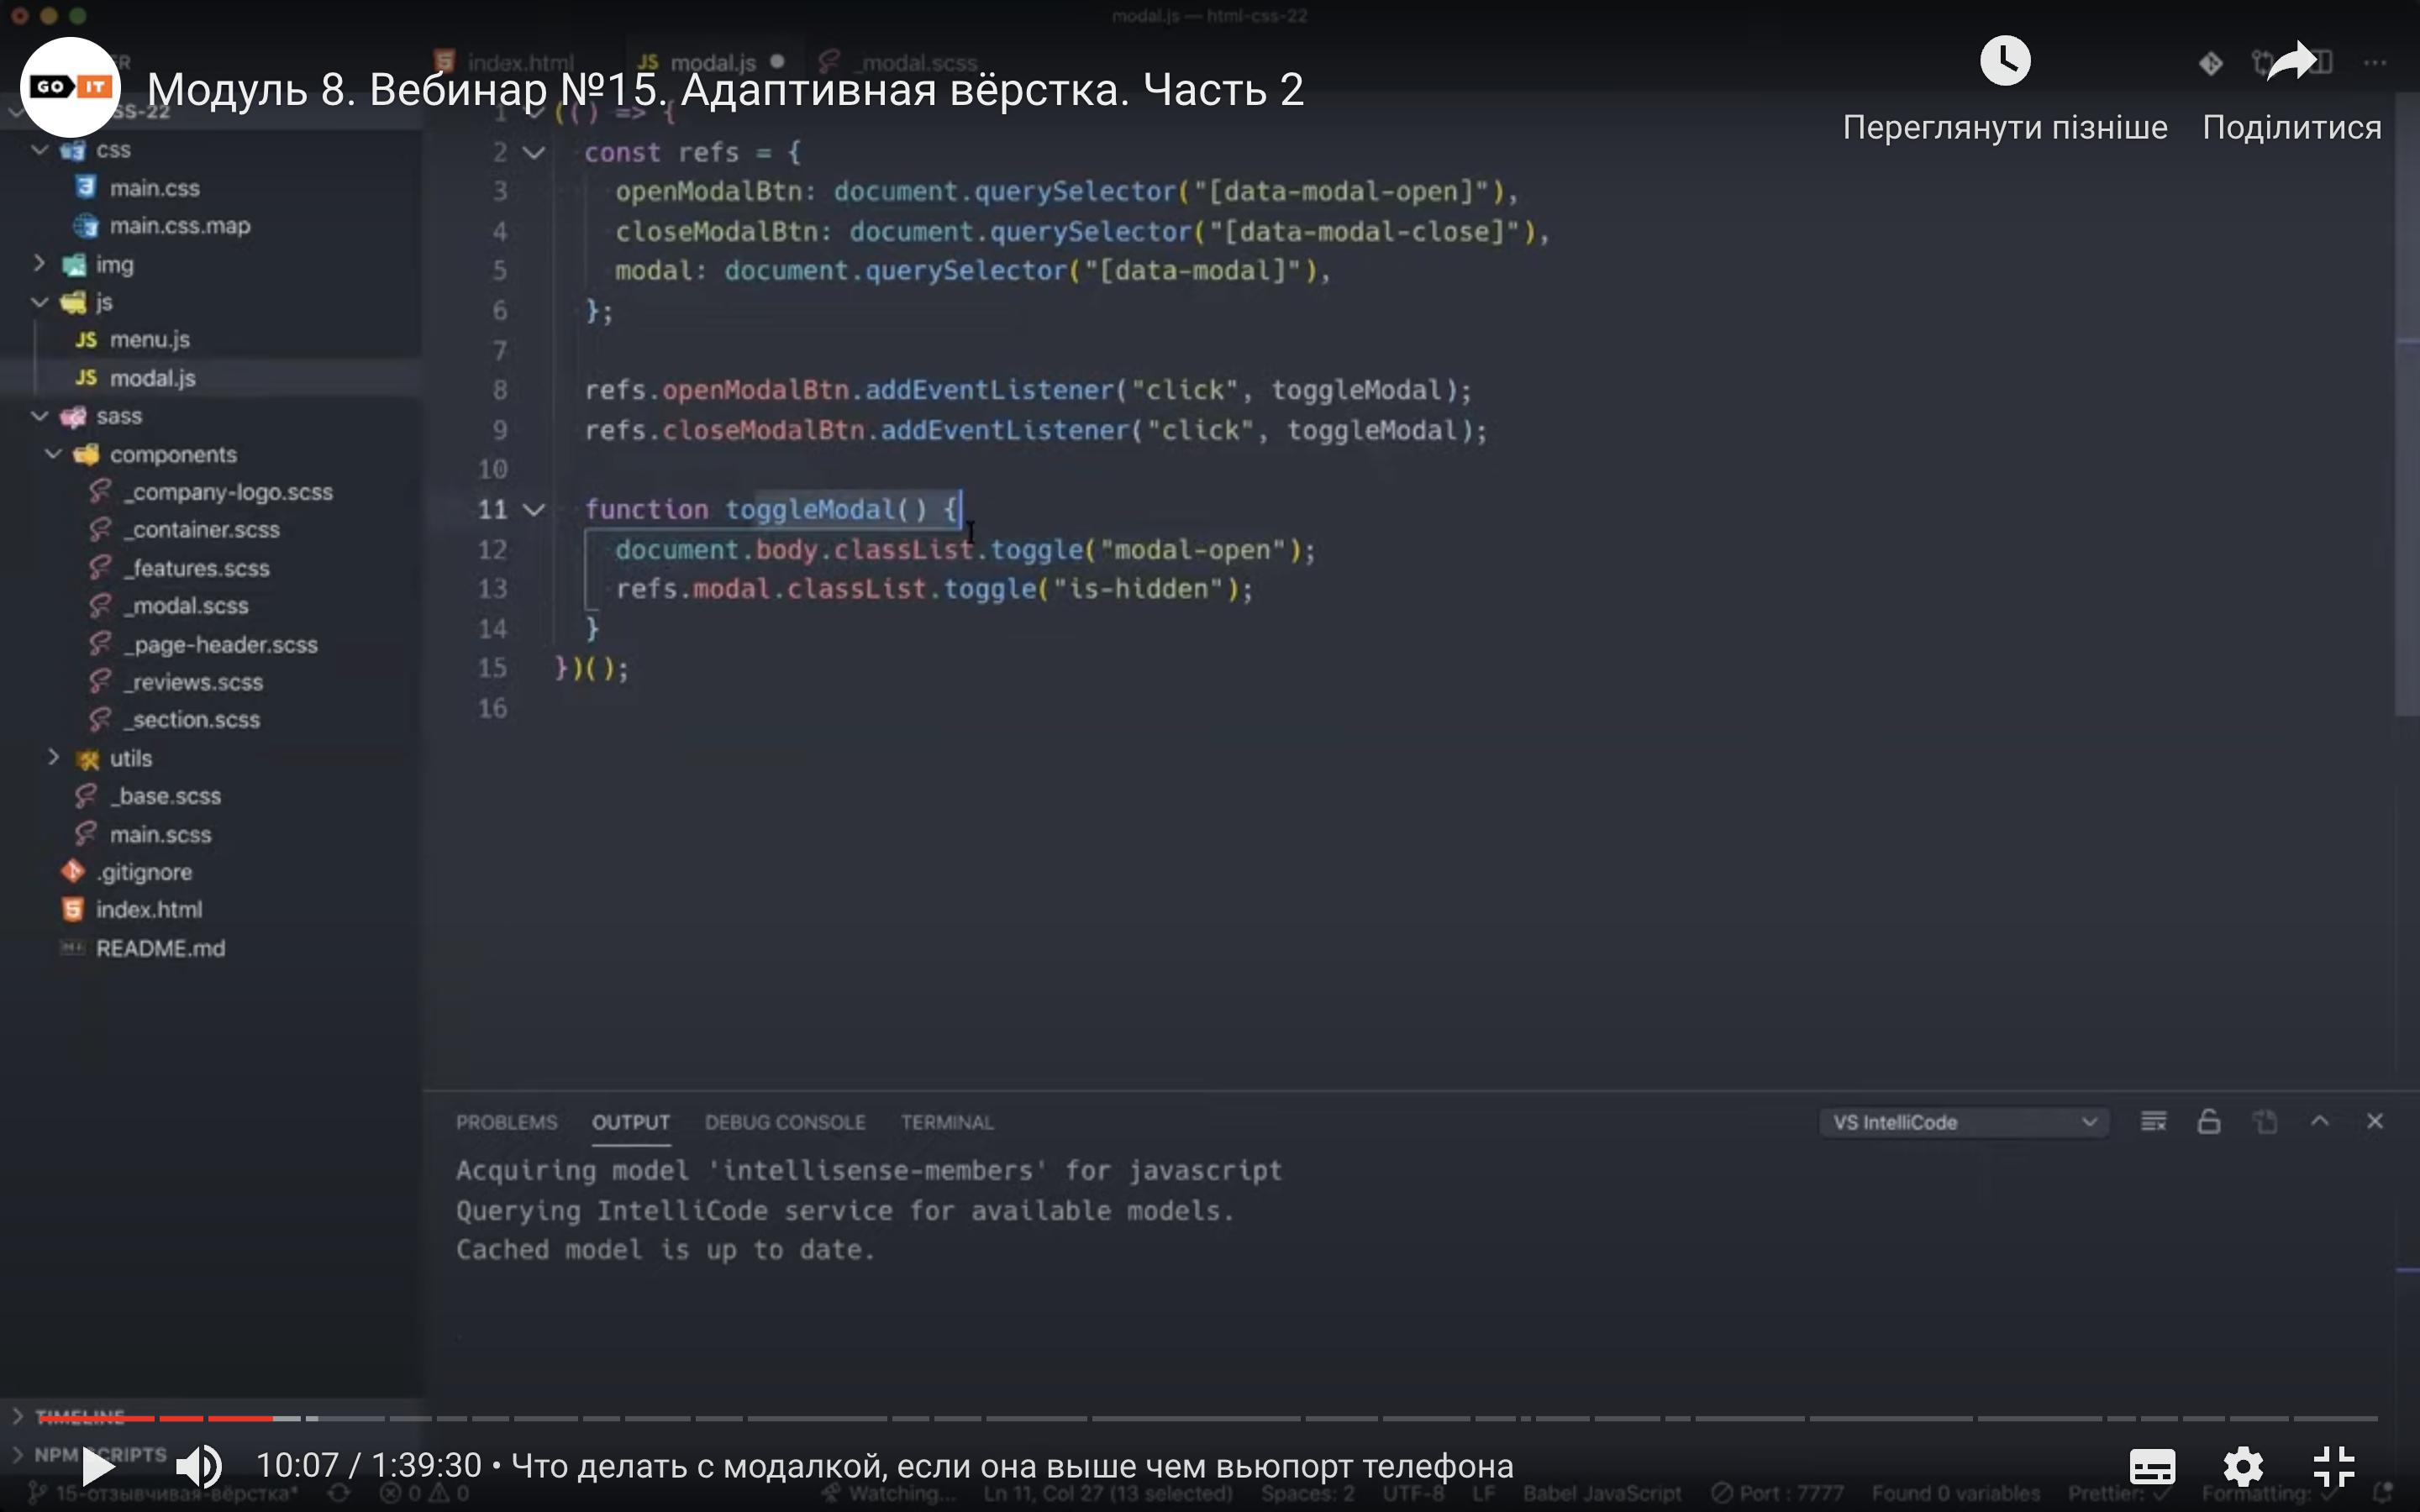 modal.js — html-css-22
index.html
JS modal.js
_modal.scss
GO IT
Модуль 8. Вебинар №15. Адаптивная вёрстка. Часть 2
Переглянути пізніше
Поділитися
SS-22
css
main.css
main.css.map
img
js
JS menu.js
JS modal.js
sass
components
_company-logo.scss
_container.scss
_features.scss
_modal.scss
_page-header.scss
_reviews.scss
_section.scss
utils
_base.scss
main.scss
.gitignore
index.html
README.md
1 (() => {
2 const refs = {
3 openModalBtn: document.querySelector("[data-modal-open]"),
4 closeModalBtn: document.querySelector("[data-modal-close]"),
5 modal: document.querySelector("[data-modal]"),
6 };
7
8 refs.openModalBtn.addEventListener("click", toggleModal);
9 refs.closeModalBtn.addEventListener("click", toggleModal);
10
11 function toggleModal() {
12 document.body.classList.toggle("modal-open");
13 refs.modal.classList.toggle("is-hidden");
14 }
15 })();
16
PROBLEMS OUTPUT DEBUG CONSOLE TERMINAL
VS IntelliCode
Acquiring model 'intellisense-members' for javascript
Querying IntelliCode service for available models.
Cached model is up to date.
TIMELINE
NPM SCRIPTS
10:07 / 1:39:30 • Что делать с модалкой, если она выше чем вьюпорт телефона
15-отзывчивая-вёрстка* 0 0 Watching... Ln 11, Col 27 (13 selected) Spaces: 2 UTF-8 LF Babel JavaScript Port : 7777 Found 0 variables Prettier: ✓ Formatting: ✓